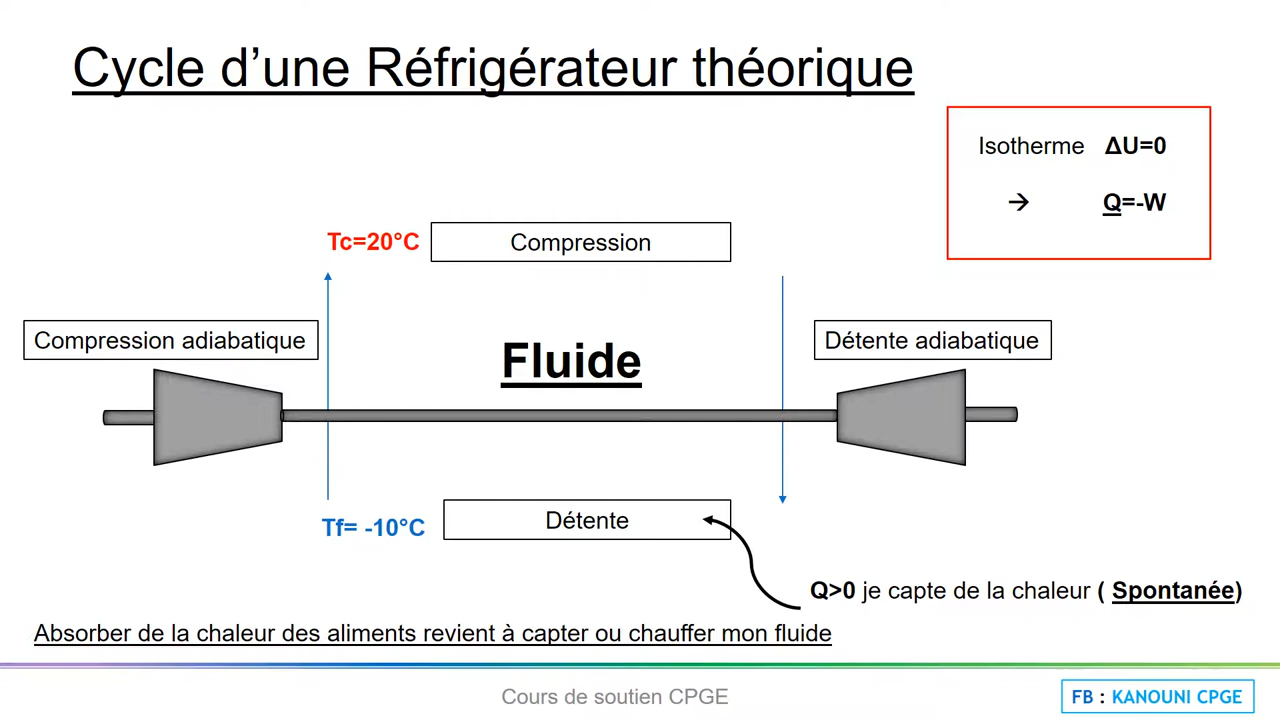 Cycle d’une Réfrigérateur théorique
Isotherme ΔU=0
→ Q=-W
Tc=20°C
Compression
Compression adiabatique
Détente adiabatique
Fluide
Tf= -10°C
Détente
Q>0 je capte de la chaleur ( Spontanée)
Absorber de la chaleur des aliments revient à capter ou chauffer mon fluide
Cours de soutien CPGE
FB : KANOUNI CPGE